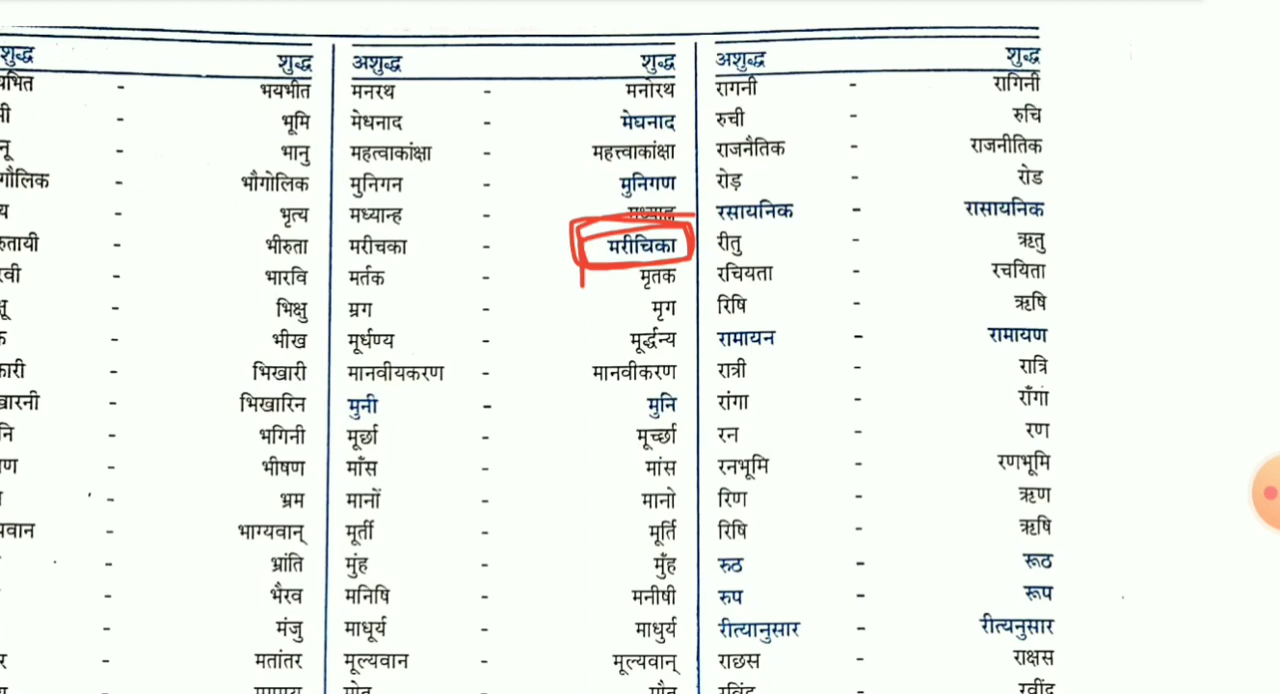 शुद्ध शुद्ध अशुद्ध शुद्ध अशुद्ध शुद्ध
- भयभीत मनरथ - मनोरथ रागनी - रागिनी
- भूमि मेधनाद - मेघनाद रुची - रुचि
- भानु महत्वाकांक्षा - महत्त्वाकांक्षा राजनैतिक - राजनीतिक
- भौगोलिक मुनिगन - मुनिगण रोड़ - रोड
- भृत्य मध्यान्ह - रसायनिक - रासायनिक
- भीरुता मरीचका - मरीचिका रीतु - ऋतु
- भारवि मर्तक - मृतक रचियता - रचयिता
- भिक्षु म्रग - मृग रिषि - ऋषि
- भीख मूर्धण्य - मूर्द्धन्य रामायन - रामायण
- भिखारी मानवीयकरण - मानवीकरण रात्री - रात्रि
- भिखारिन मुनी - मुनि रांगा - राँगा
- भगिनी मूर्छा - मूर्च्छा रन - रण
- भीषण माँस - मांस रनभूमि - रणभूमि
- भ्रम मानों - मानो रिण - ऋण
- भाग्यवान् मूर्ती - मूर्ति रिषि - ऋषि
- भ्रांति मुंह - मुँह रुठ - रूठ
- भैरव मनिषि - मनीषी रुप - रूप
- मंजु माधूर्य - माधुर्य रीत्यानुसार - रीत्यनुसार
- मतांतर मूल्यवान - मूल्यवान् राछस - राक्षस